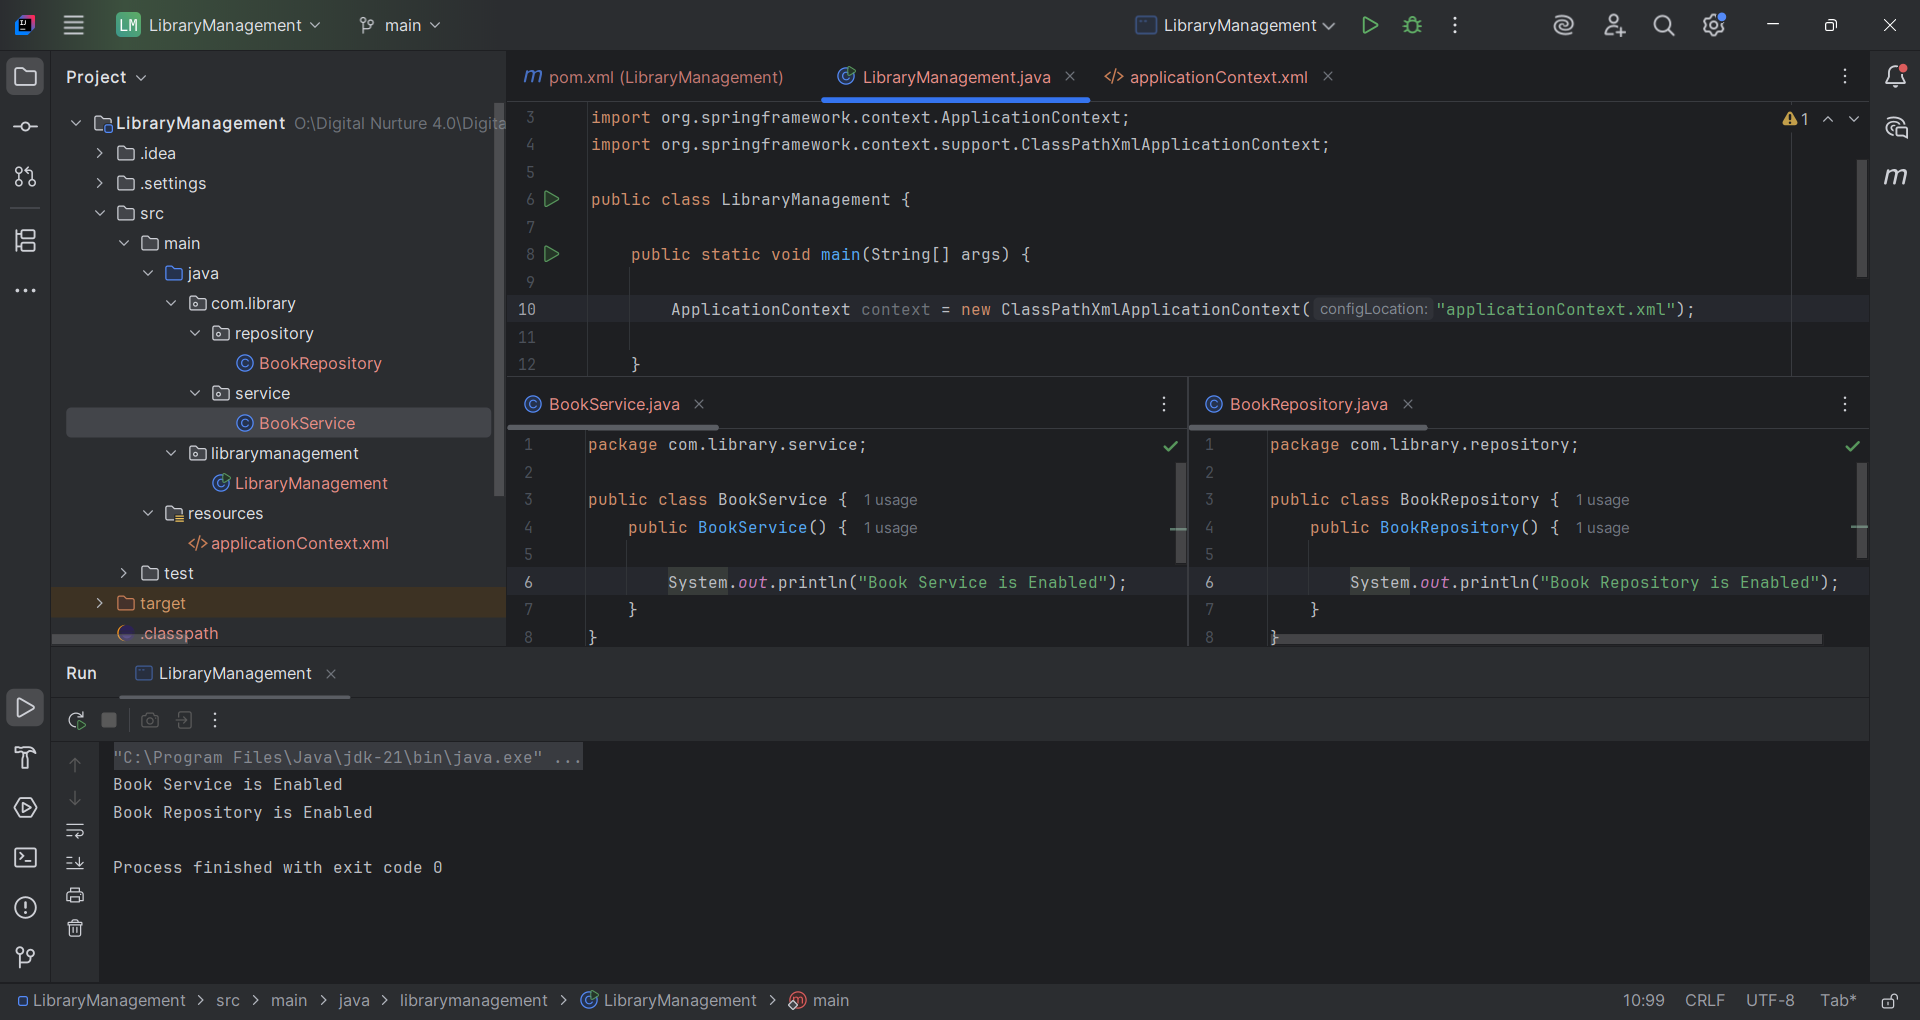 LM LibraryManagement main LibraryManagement
Project
LibraryManagement O:\Digital Nurture 4.0\Digita
.idea
.settings
src
main
java
com.library
repository
BookRepository
service
BookService
librarymanagement
LibraryManagement
resources
applicationContext.xml
test
target
.classpath
m pom.xml (LibraryManagement) LibraryManagement.java applicationContext.xml
3 import org.springframework.context.ApplicationContext;
1
4 import org.springframework.context.support.ClassPathXmlApplicationContext;
5
6 public class LibraryManagement {
7
8 public static void main(String[] args) {
9
10 ApplicationContext context = new ClassPathXmlApplicationContext( configLocation: "applicationContext.xml");
11
12 }
m
BookService.java
1 package com.library.service;
2
3 public class BookService { 1 usage
4 public BookService() { 1 usage
5
6 System.out.println("Book Service is Enabled");
7 }
8 }
BookRepository.java
1 package com.library.repository;
2
3 public class BookRepository { 1 usage
4 public BookRepository() { 1 usage
5
6 System.out.println("Book Repository is Enabled");
7 }
8 }
Run LibraryManagement
"C:\Program Files\Java\jdk-21\bin\java.exe" ...
Book Service is Enabled
Book Repository is Enabled
Process finished with exit code 0
LibraryManagement > src > main > java > librarymanagement > LibraryManagement > main 10:99 CRLF UTF-8 Tab*